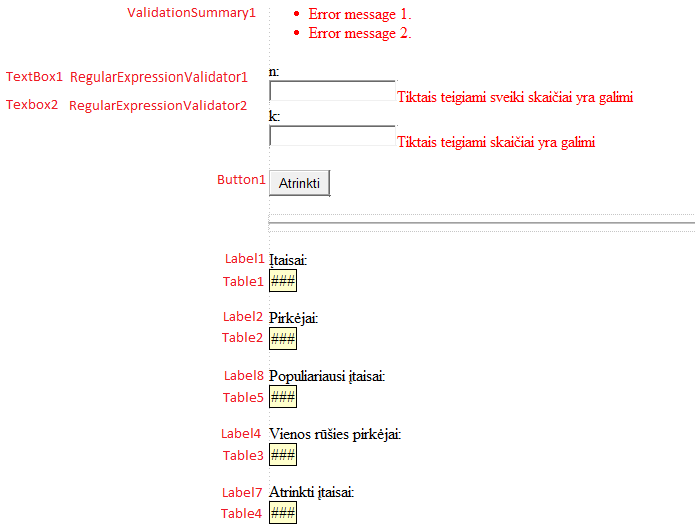 ValidationSummary1 • Error message 1.
• Error message 2.
n:
TextBox1 RegularExpressionValidator1 Tiktais teigiami sveiki skaičiai yra galimi
Texbox2 RegularExpressionValidator2
k:
Tiktais teigiami skaičiai yra galimi
Button1 Atrinkti
Label1 Įtaisai:
Table1 ###
Label2 Pirkėjai:
Table2 ###
Label8 Populiariausi įtaisai:
Table5 ###
Label4 Vienos rūšies pirkėjai:
Table3 ###
Label7 Atrinkti įtaisai:
Table4 ###